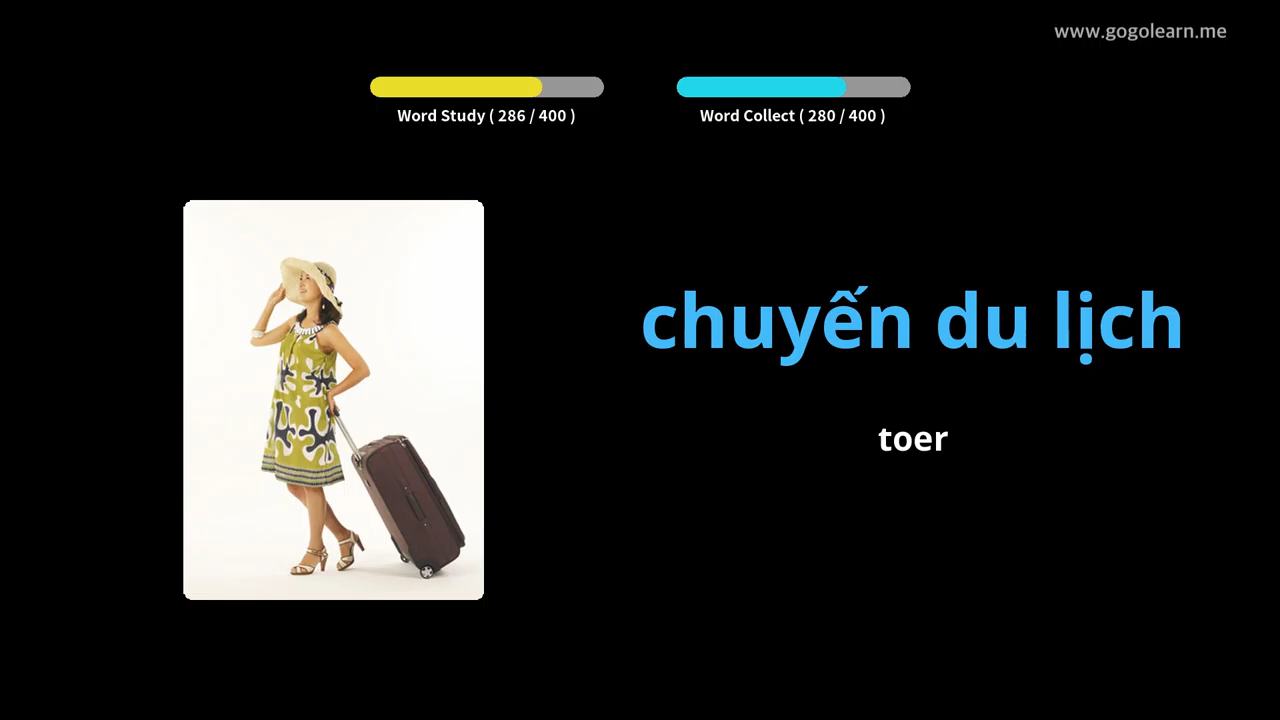 www.gogolearn.me
Word Study ( 286 / 400 )
Word Collect ( 280 / 400 )
chuyến du lịch
toer